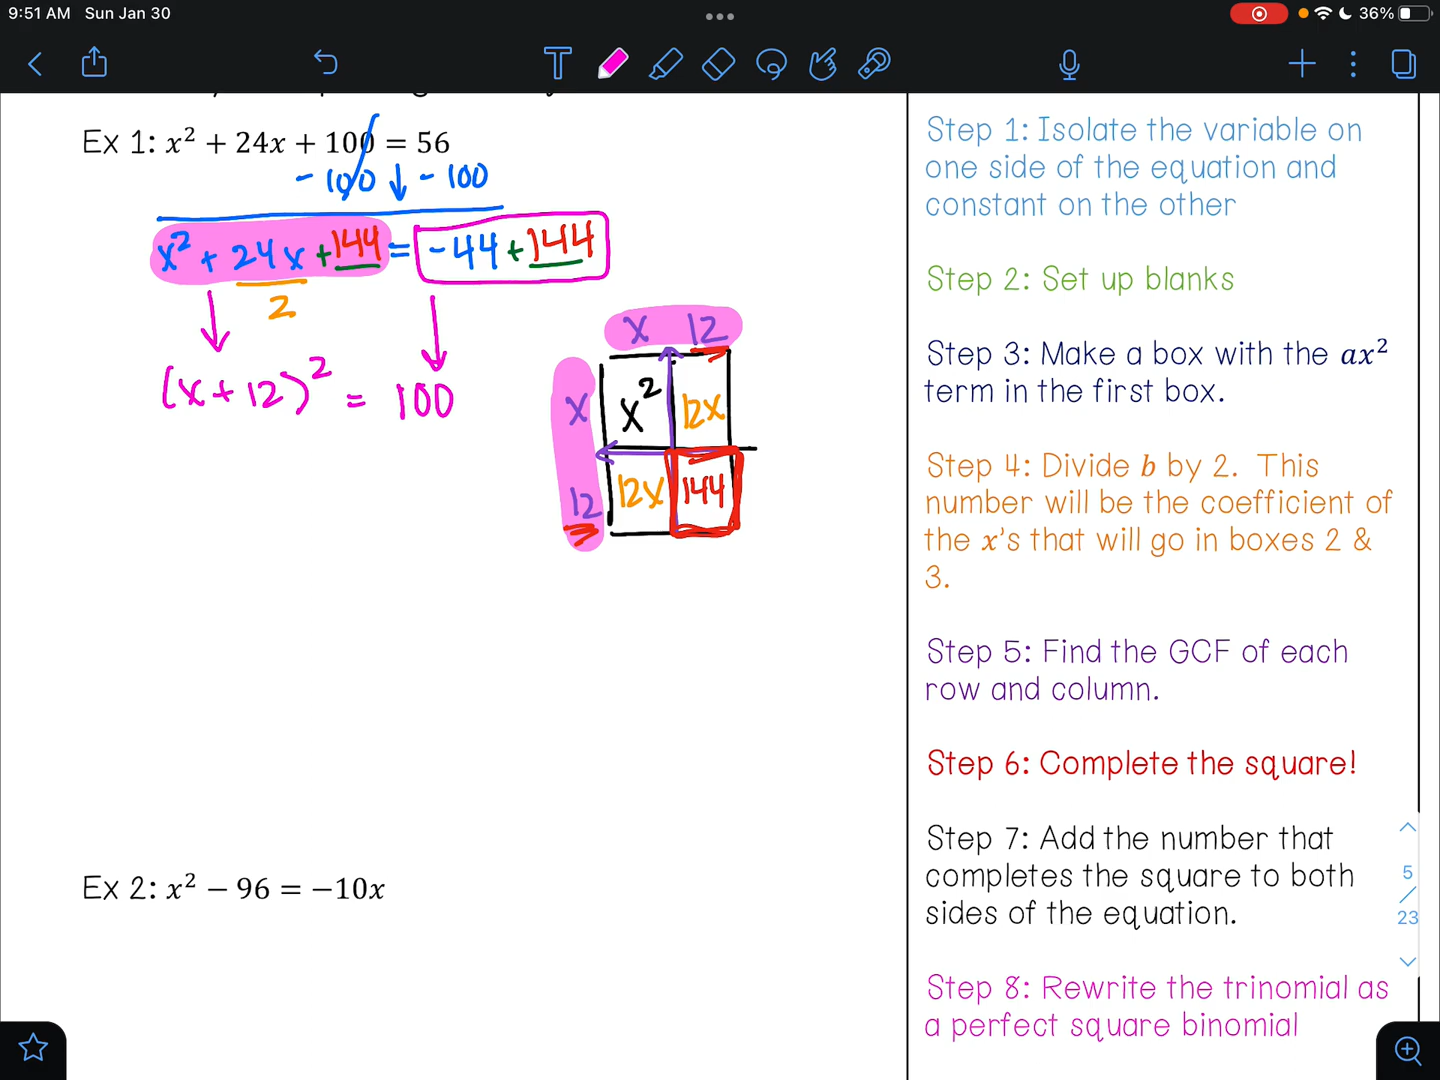 9:51 AM Sun Jan 30
36%
Ex 1: x² + 24x + 100 = 56
- 100 ↓ - 100
x² + 24x + 144 = -44 + 144
2
(x + 12)² = 100
x 12
x x² 12x
12 12x 144
Ex 2: x² − 96 = −10x
Step 1: Isolate the variable on
one side of the equation and
constant on the other
Step 2: Set up blanks
Step 3: Make a box with the ax²
term in the first box.
Step 4: Divide b by 2. This
number will be the coefficient of
the x's that will go in boxes 2 &
3.
Step 5: Find the GCF of each
row and column.
Step 6: Complete the square!
Step 7: Add the number that
completes the square to both
sides of the equation.
Step 8: Rewrite the trinomial as
a perfect square binomial
5
/
23